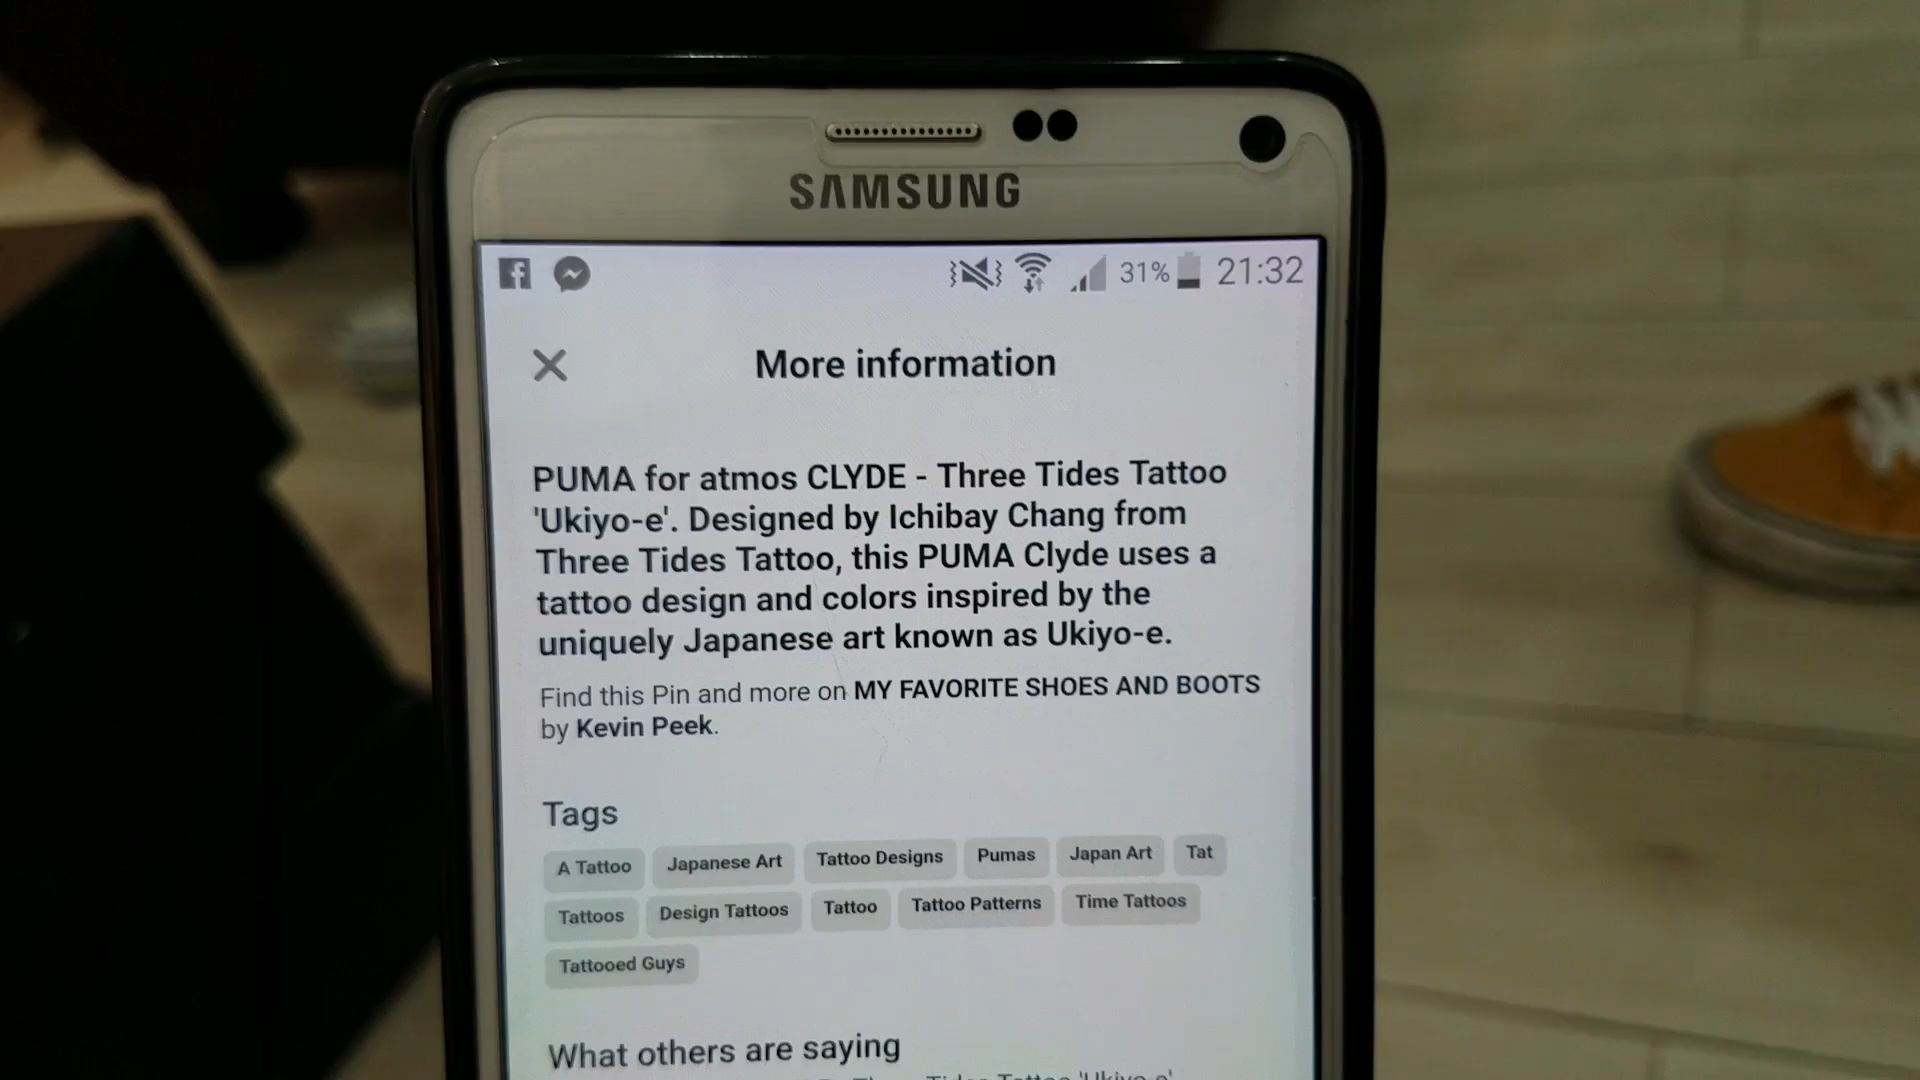 SAMSUNG
31% 21:32
More information
PUMA for atmos CLYDE - Three Tides Tattoo
'Ukiyo-e'. Designed by Ichibay Chang from
Three Tides Tattoo, this PUMA Clyde uses a
tattoo design and colors inspired by the
uniquely Japanese art known as Ukiyo-e.
Find this Pin and more on MY FAVORITE SHOES AND BOOTS
by Kevin Peek.
Tags
A Tattoo Japanese Art Tattoo Designs Pumas Japan Art Tat
Tattoos Design Tattoos Tattoo Tattoo Patterns Time Tattoos
Tattooed Guys
What others are saying
Three Tides Tattoo 'Ukiyo-e'